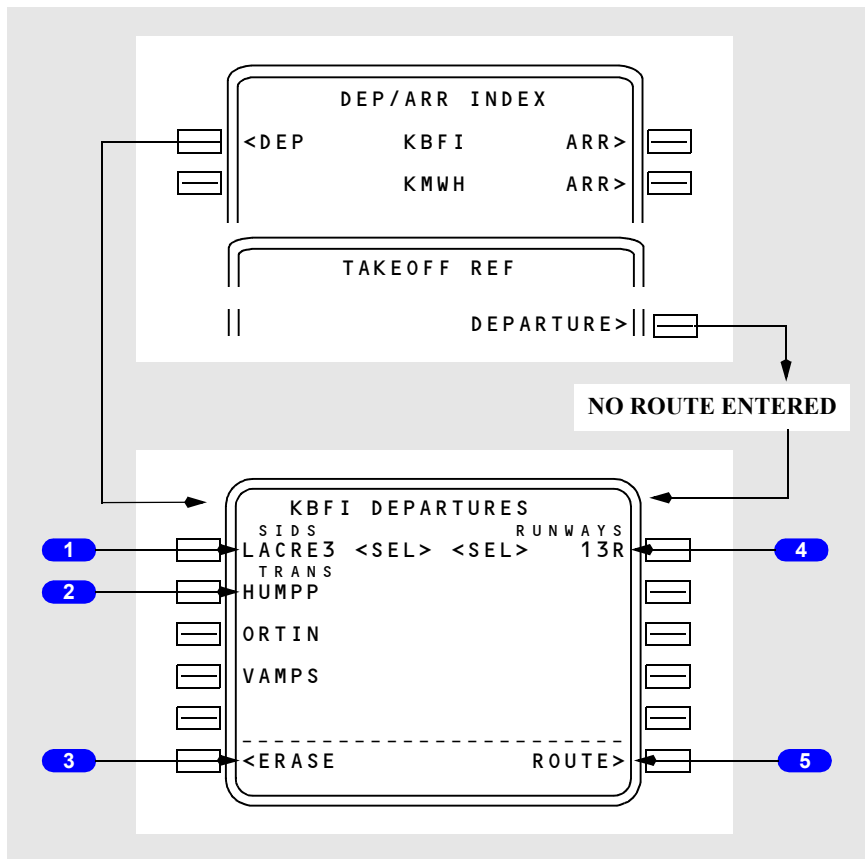 DEP/ARR INDEX
<DEP KBFI ARR>
KMWH ARR>
TAKEOFF REF
DEPARTURE>
NO ROUTE ENTERED
KBFI DEPARTURES
SIDS RUNWAYS
1 LACRE3 <SEL> <SEL> 13R 4
TRANS
2 HUMPP
ORTIN
VAMPS
------------------------
3 <ERASE ROUTE> 5